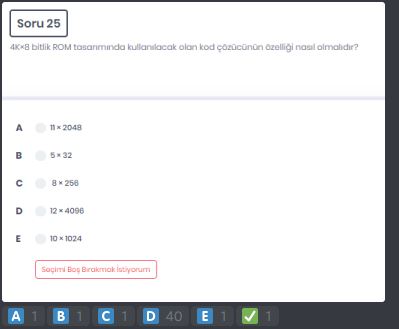 Soru 25
4K×8 bitlik ROM tasarımında kullanılacak olan kod çözücünün özelliği nasıl olmalıdır?
A 11 × 2048
B 5 × 32
C 8 × 256
D 12 × 4096
E 10 × 1024
Seçimi Boş Bırakmak İstiyorum
A 1 B 1 C 1 D 40 E 1 ✅ 1